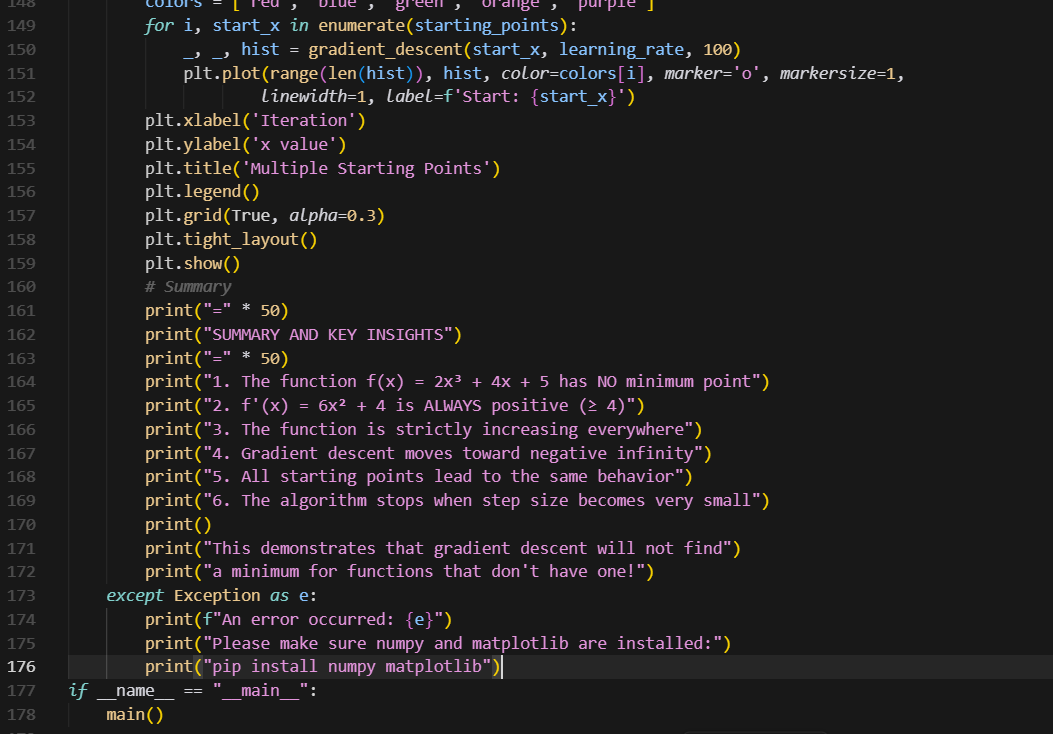 148 colors = ['red', 'blue', 'green', 'orange', 'purple']
149 for i, start_x in enumerate(starting_points):
150 _, _, hist = gradient_descent(start_x, learning_rate, 100)
151 plt.plot(range(len(hist)), hist, color=colors[i], marker='o', markersize=1,
152 linewidth=1, label=f'Start: {start_x}')
153 plt.xlabel('Iteration')
154 plt.ylabel('x value')
155 plt.title('Multiple Starting Points')
156 plt.legend()
157 plt.grid(True, alpha=0.3)
158 plt.tight_layout()
159 plt.show()
160 # Summary
161 print("=" * 50)
162 print("SUMMARY AND KEY INSIGHTS")
163 print("=" * 50)
164 print("1. The function f(x) = 2x³ + 4x + 5 has NO minimum point")
165 print("2. f'(x) = 6x² + 4 is ALWAYS positive (≥ 4)")
166 print("3. The function is strictly increasing everywhere")
167 print("4. Gradient descent moves toward negative infinity")
168 print("5. All starting points lead to the same behavior")
169 print("6. The algorithm stops when step size becomes very small")
170 print()
171 print("This demonstrates that gradient descent will not find")
172 print("a minimum for functions that don't have one!")
173 except Exception as e:
174 print(f"An error occurred: {e}")
175 print("Please make sure numpy and matplotlib are installed:")
176 print("pip install numpy matplotlib")
177 if __name__ == "__main__":
178 main()